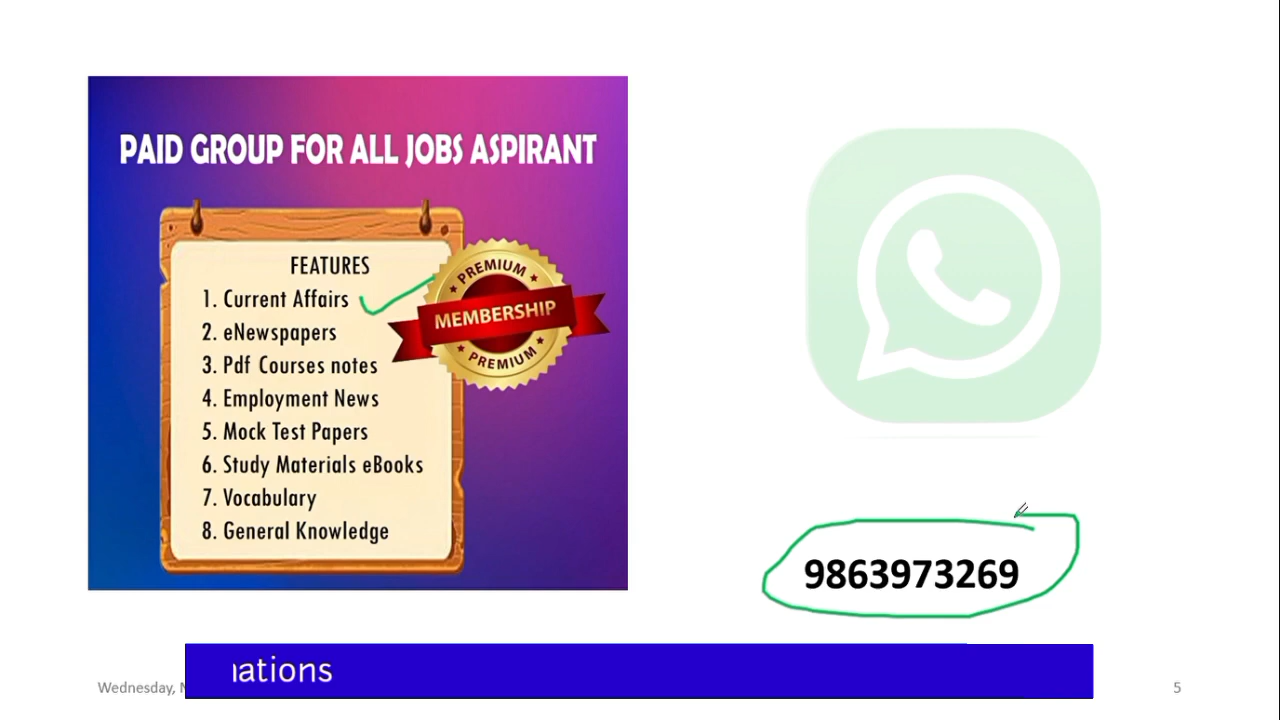 PAID GROUP FOR ALL JOBS ASPIRANT
FEATURES
1. Current Affairs
2. eNewspapers
3. Pdf Courses notes
4. Employment News
5. Mock Test Papers
6. Study Materials eBooks
7. Vocabulary
8. General Knowledge
PREMIUM
MEMBERSHIP
PREMIUM
9863973269
Wednesday,
5